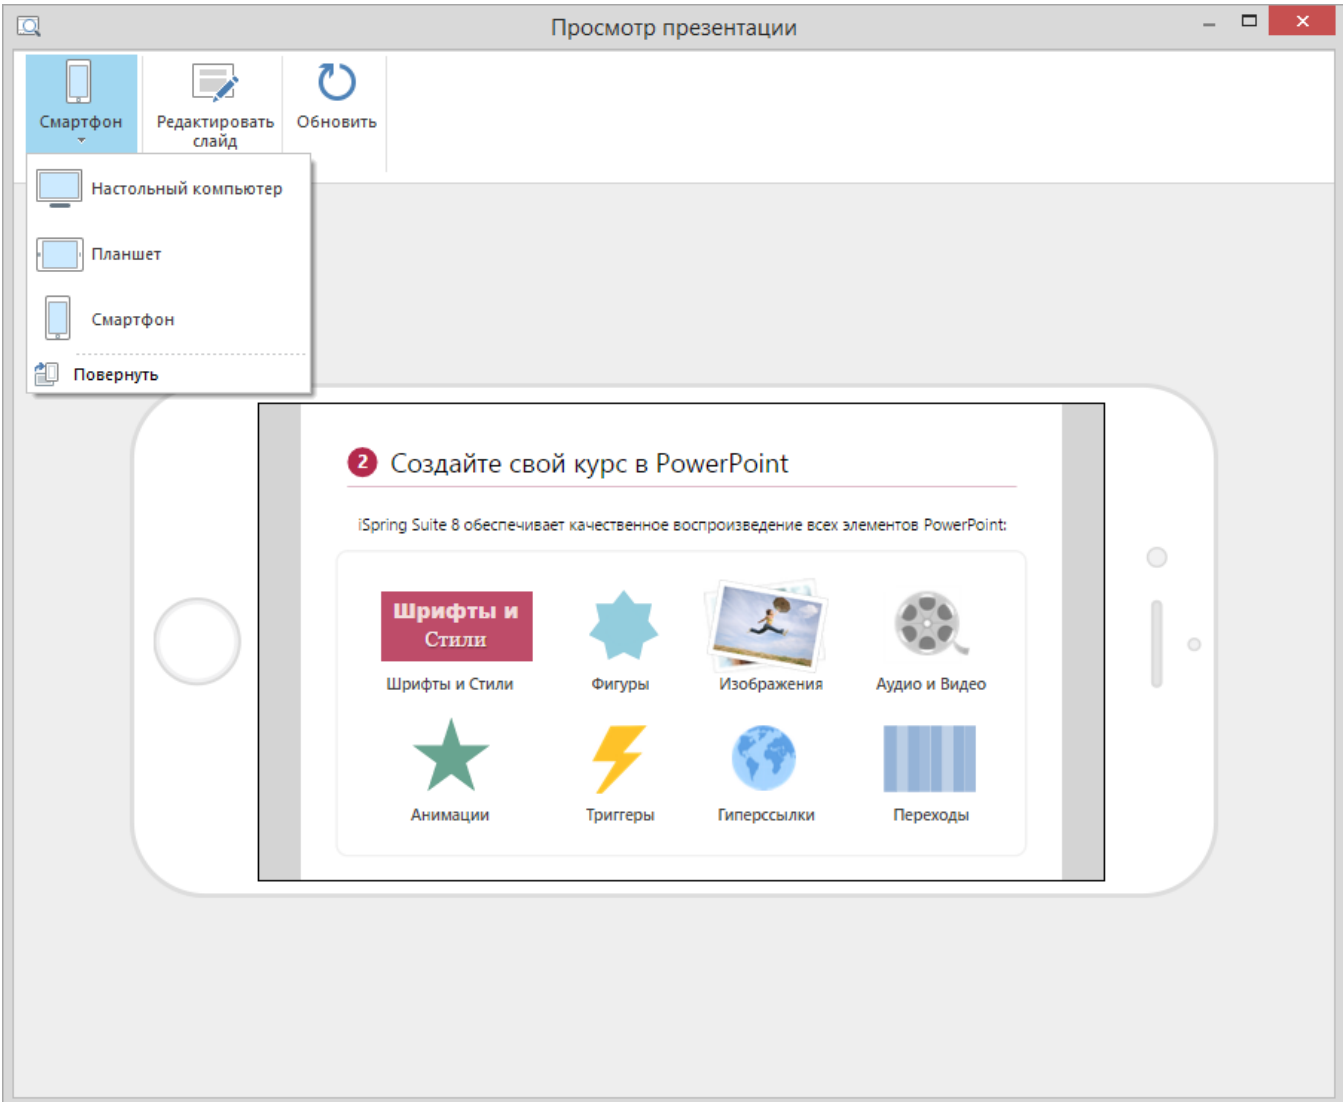 Просмотр презентации
Смартфон
Редактировать
слайд
Обновить
Настольный компьютер
Планшет
Смартфон
Повернуть
2 Создайте свой курс в PowerPoint
iSpring Suite 8 обеспечивает качественное воспроизведение всех элементов PowerPoint:
Шрифты и
Стили
Шрифты и Стили
Фигуры
Изображения
Аудио и Видео
Анимации
Триггеры
Гиперссылки
Переходы